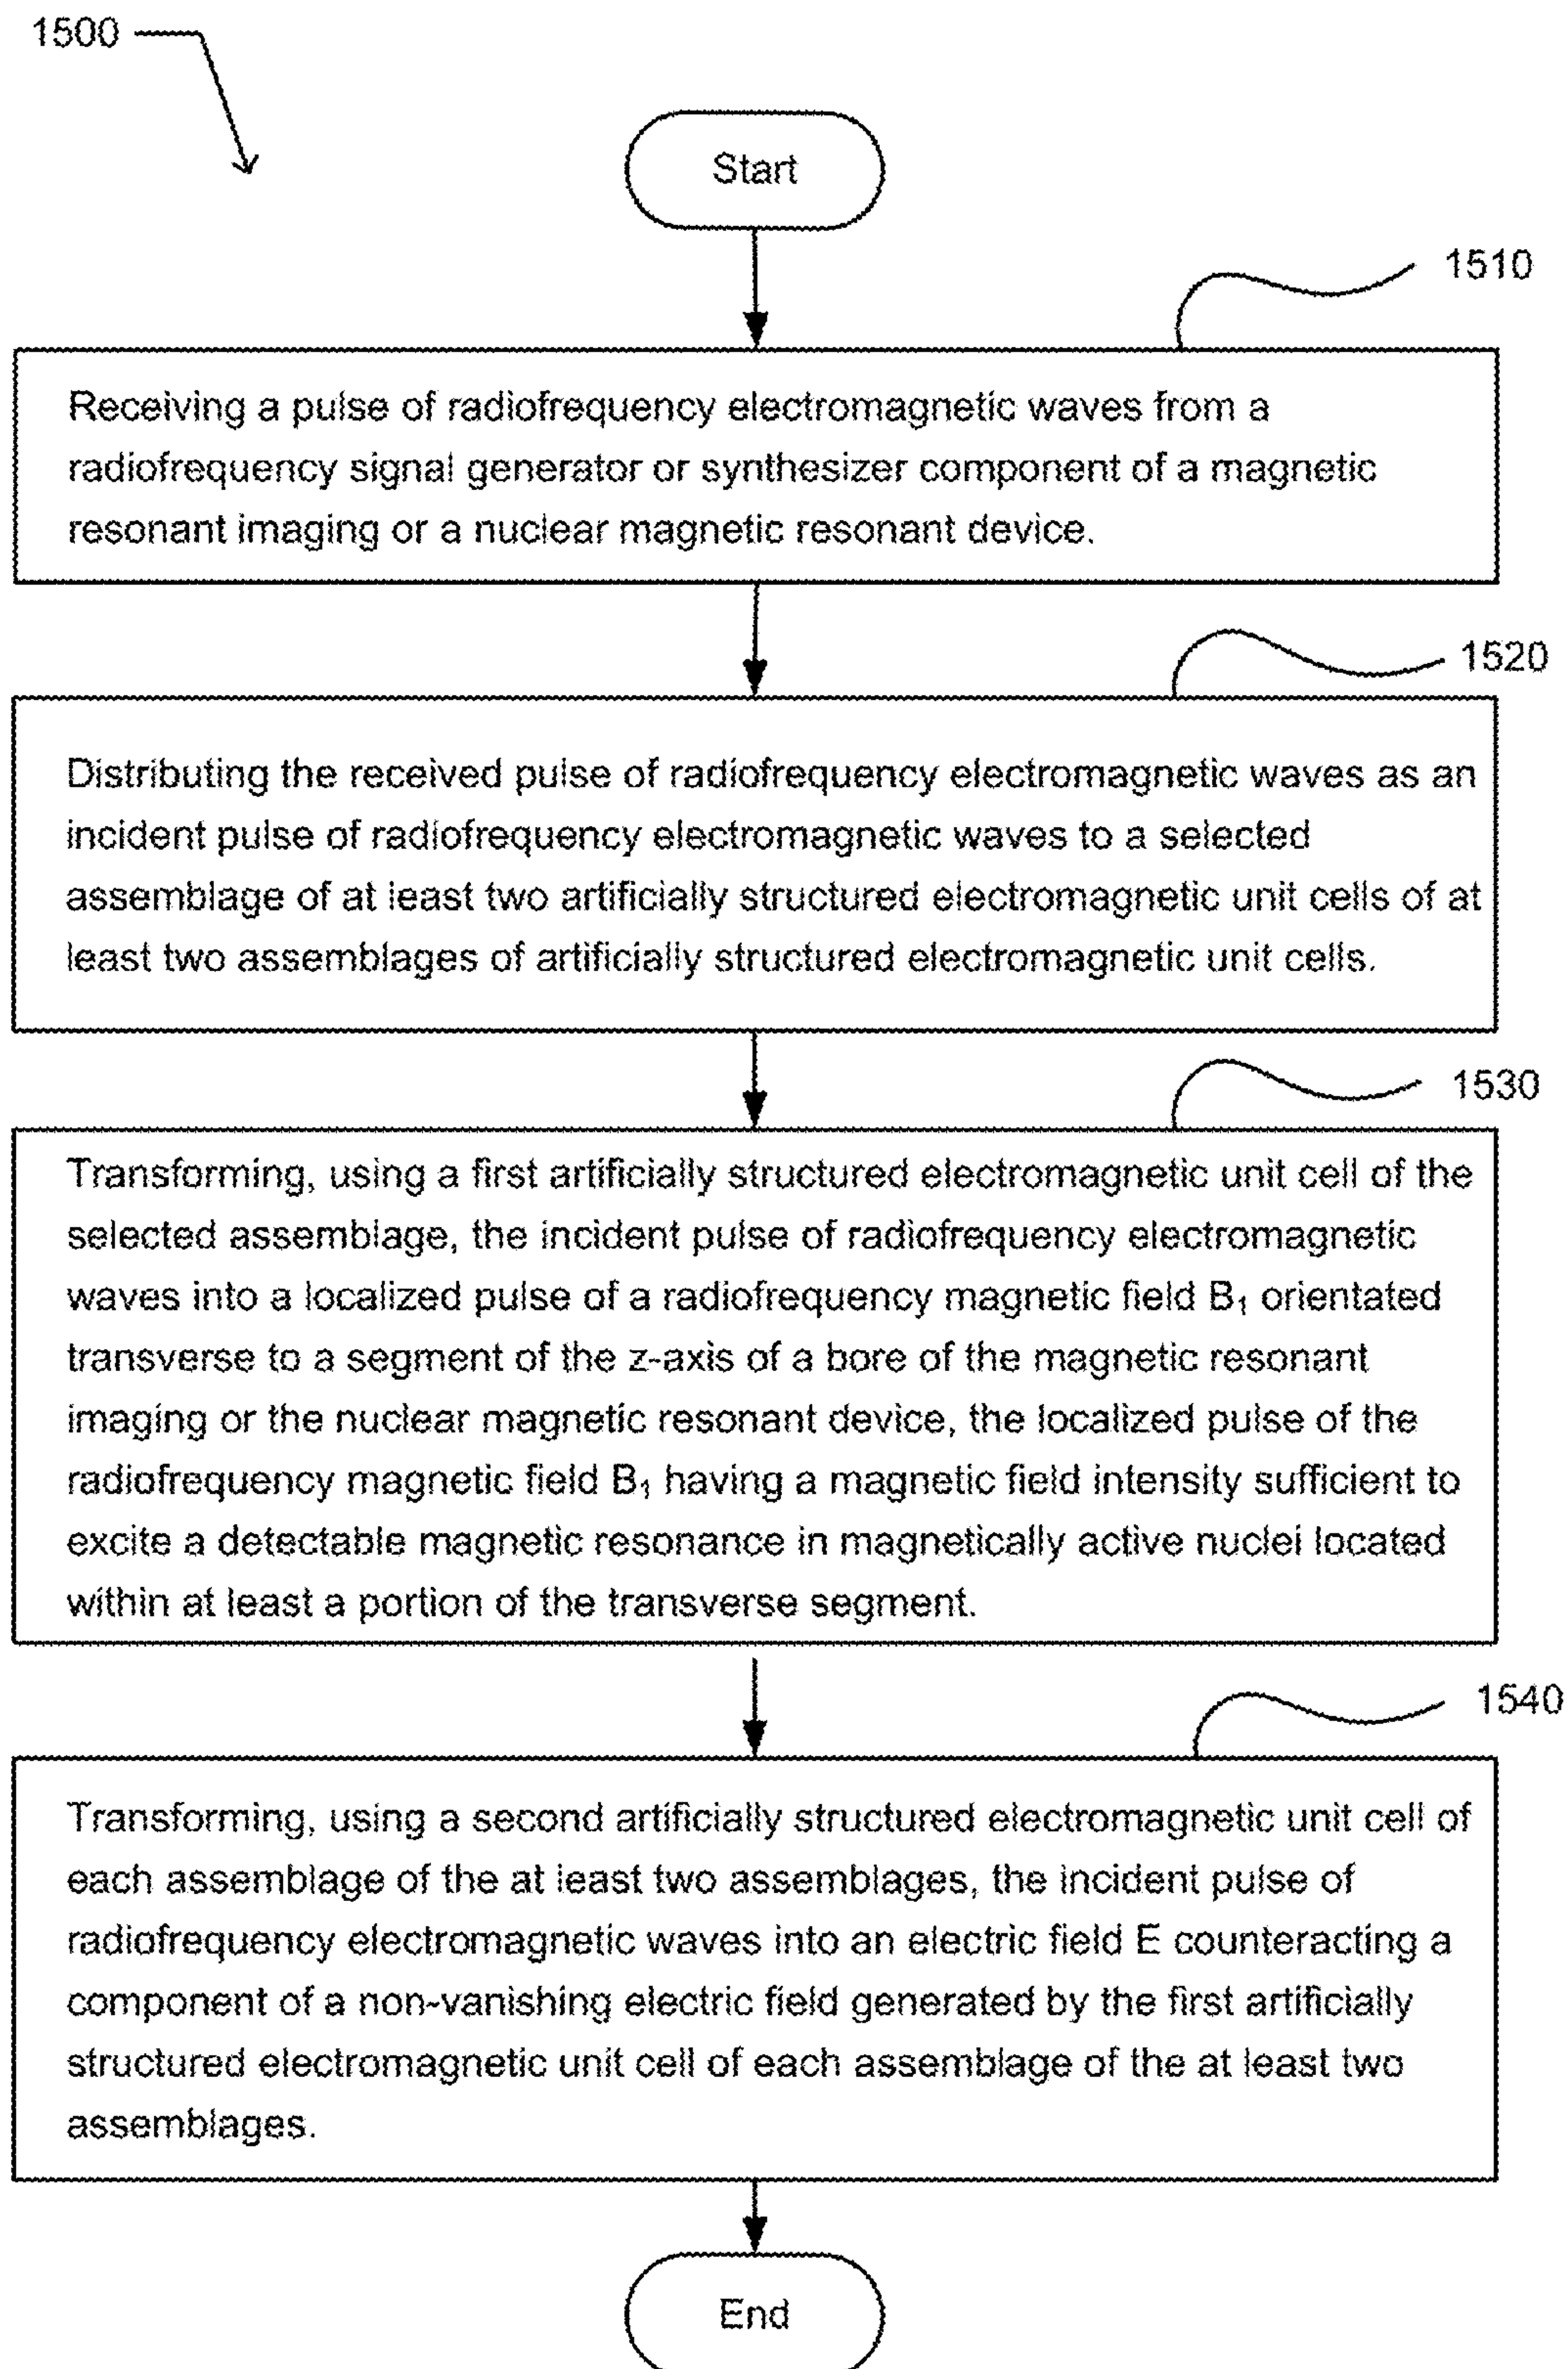 1500
Start
1510
Receiving a pulse of radiofrequency electromagnetic waves from a
radiofrequency signal generator or synthesizer component of a magnetic
resonant imaging or a nuclear magnetic resonant device.
1520
Distributing the received pulse of radiofrequency electromagnetic waves as an
incident pulse of radiofrequency electromagnetic waves to a selected
assemblage of at least two artificially structured electromagnetic unit cells of at
least two assemblages of artificially structured electromagnetic unit cells.
1530
Transforming, using a first artificially structured electromagnetic unit cell of the
selected assemblage, the incident pulse of radiofrequency electromagnetic
waves into a localized pulse of a radiofrequency magnetic field B₁ orientated
transverse to a segment of the z-axis of a bore of the magnetic resonant
imaging or the nuclear magnetic resonant device, the localized pulse of the
radiofrequency magnetic field B₁ having a magnetic field intensity sufficient to
excite a detectable magnetic resonance in magnetically active nuclei located
within at least a portion of the transverse segment.
1540
Transforming, using a second artificially structured electromagnetic unit cell of
each assemblage of the at least two assemblages, the incident pulse of
radiofrequency electromagnetic waves into an electric field E counteracting a
component of a non-vanishing electric field generated by the first artificially
structured electromagnetic unit cell of each assemblage of the at least two
assemblages.
End